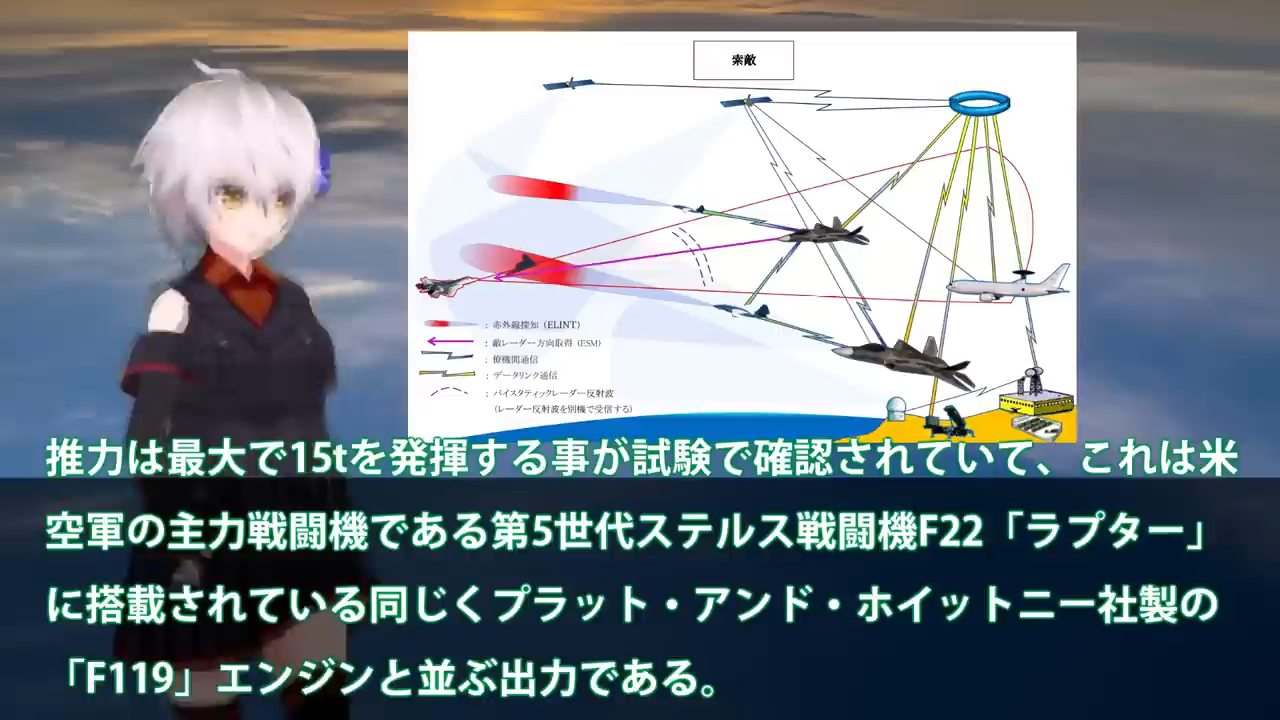 索敵
: 赤外線探知 (ELINT)
: 敵レーダー方向取得 (ESM)
: 僚機間通信
: データリンク通信
: バイスタティックレーダー反射波
(レーダー反射波を別機で受信する)
推力は最大で15tを発揮する事が試験で確認されていて、これは米
空軍の主力戦闘機である第5世代ステルス戦闘機F22「ラプター」
に搭載されている同じくプラット・アンド・ホイットニー社製の
「F119」エンジンと並ぶ出力である。